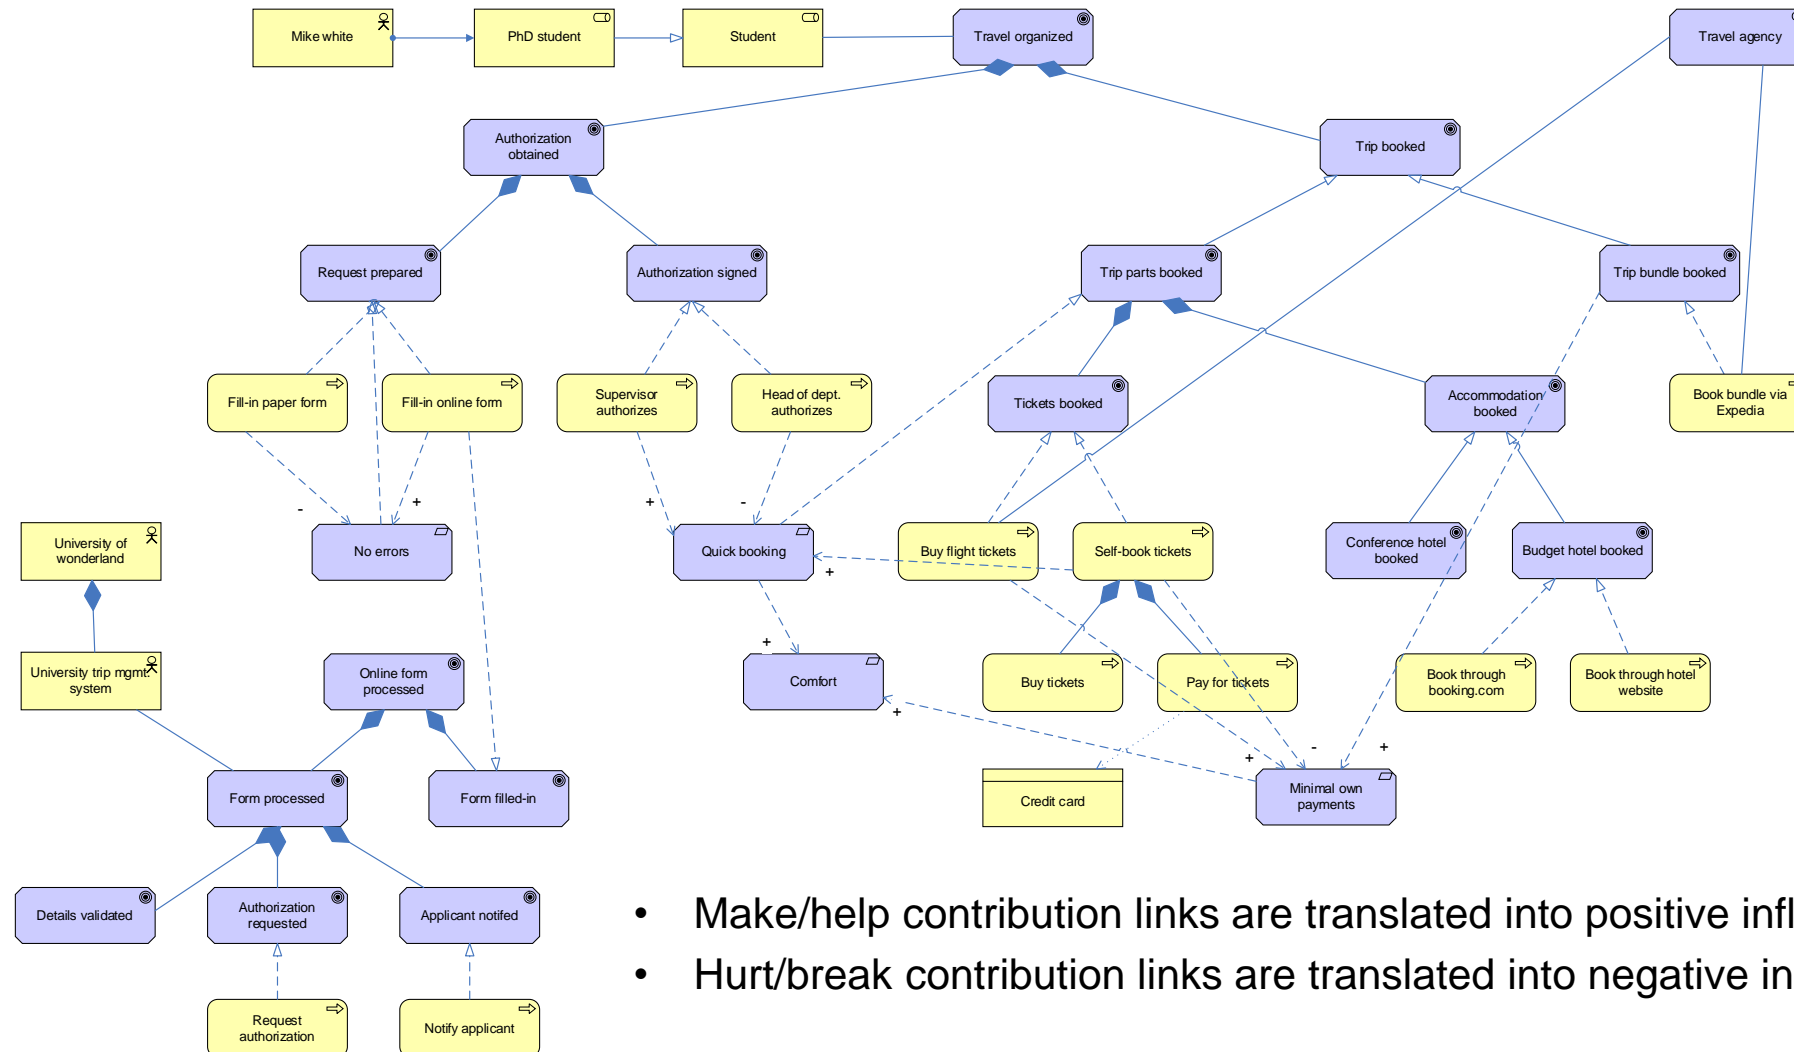 Mike white
PhD student
Student
Travel organized
Travel agency
Authorization
obtained
Trip booked
Request prepared
Authorization signed
Trip parts booked
Trip bundle booked
Fill-in paper form
Fill-in online form
Supervisor
authorizes
Head of dept.
authorizes
Tickets booked
Accommodation
booked
Book bundle via
Expedia
-
+
+
-
University of
wonderland
No errors
Quick booking
Buy flight tickets
Self-book tickets
Conference hotel
booked
Budget hotel booked
+
+
University trip mgmt.
system
Online form
processed
Comfort
Buy tickets
Pay for tickets
Book through
booking.com
Book through hotel
website
+
-
+
+
Form processed
Form filled-in
Credit card
Minimal own
payments
Details validated
Authorization
requested
Applicant notifed
• Make/help contribution links are translated into positive infl
• Hurt/break contribution links are translated into negative in
Request
authorization
Notify applicant